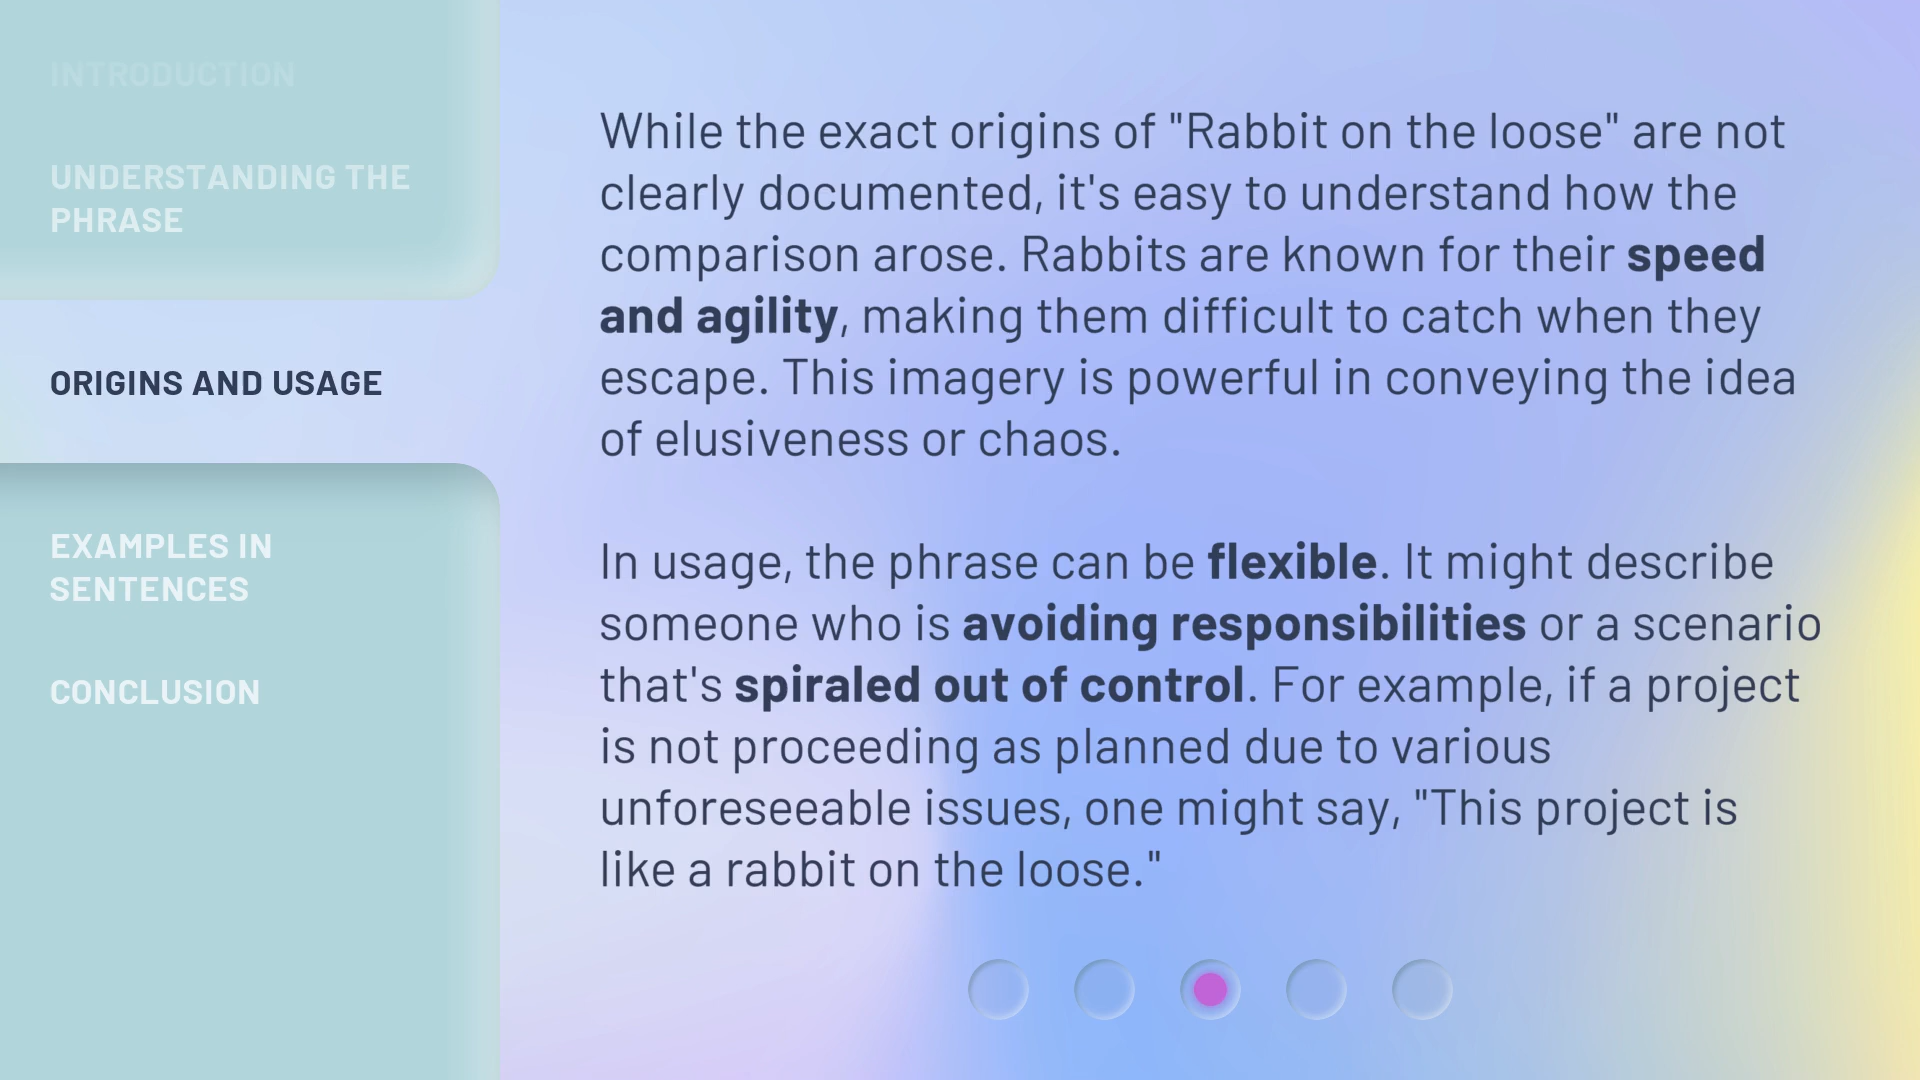 INTRODUCTION
UNDERSTANDING THE
PHRASE
ORIGINS AND USAGE
EXAMPLES IN
SENTENCES
CONCLUSION
While the exact origins of "Rabbit on the loose" are not
clearly documented, it's easy to understand how the
comparison arose. Rabbits are known for their speed
and agility, making them difficult to catch when they
escape. This imagery is powerful in conveying the idea
of elusiveness or chaos.
In usage, the phrase can be flexible. It might describe
someone who is avoiding responsibilities or a scenario
that's spiraled out of control. For example, if a project
is not proceeding as planned due to various
unforeseeable issues, one might say, "This project is
like a rabbit on the loose."